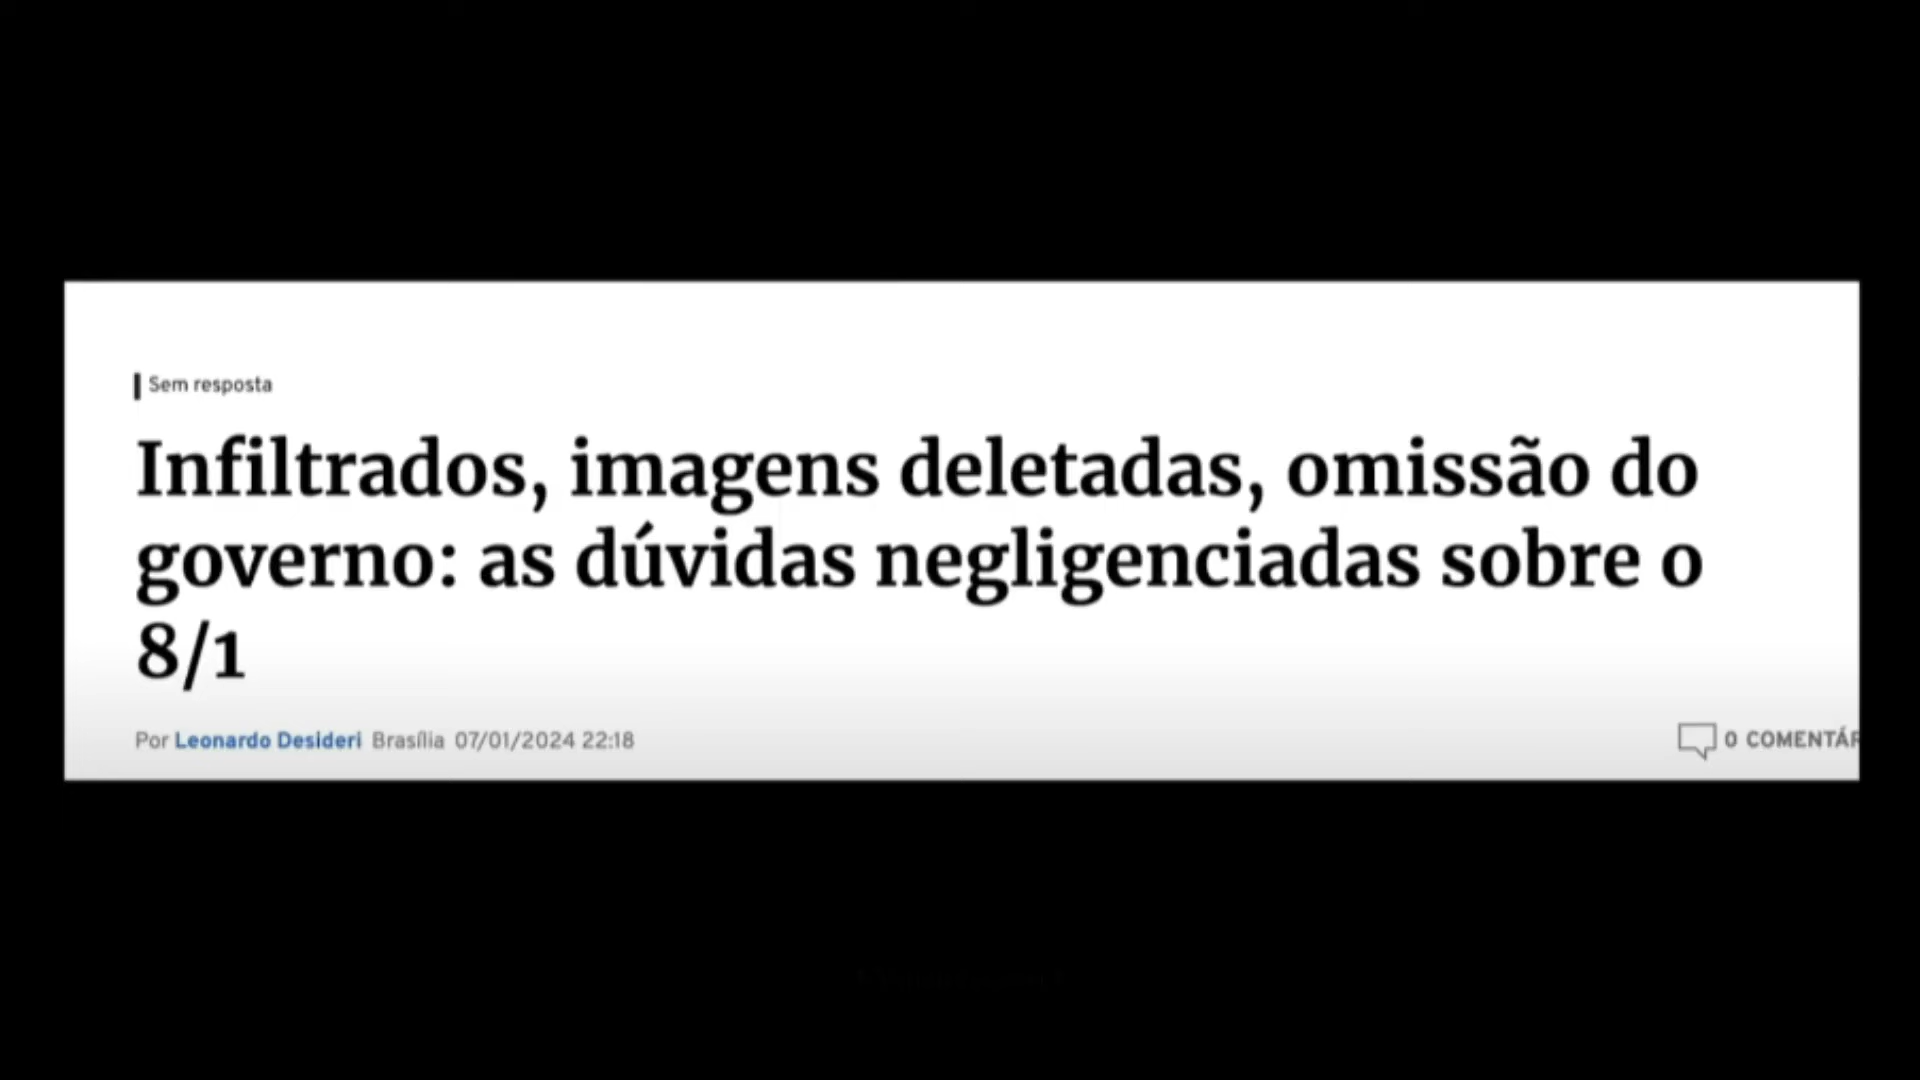 Sem resposta
Infiltrados, imagens deletadas, omissão do
governo: as dúvidas negligenciadas sobre o
8/1
Por Leonardo Desideri Brasília 07/01/2024 22:18
0 COMENTÁR